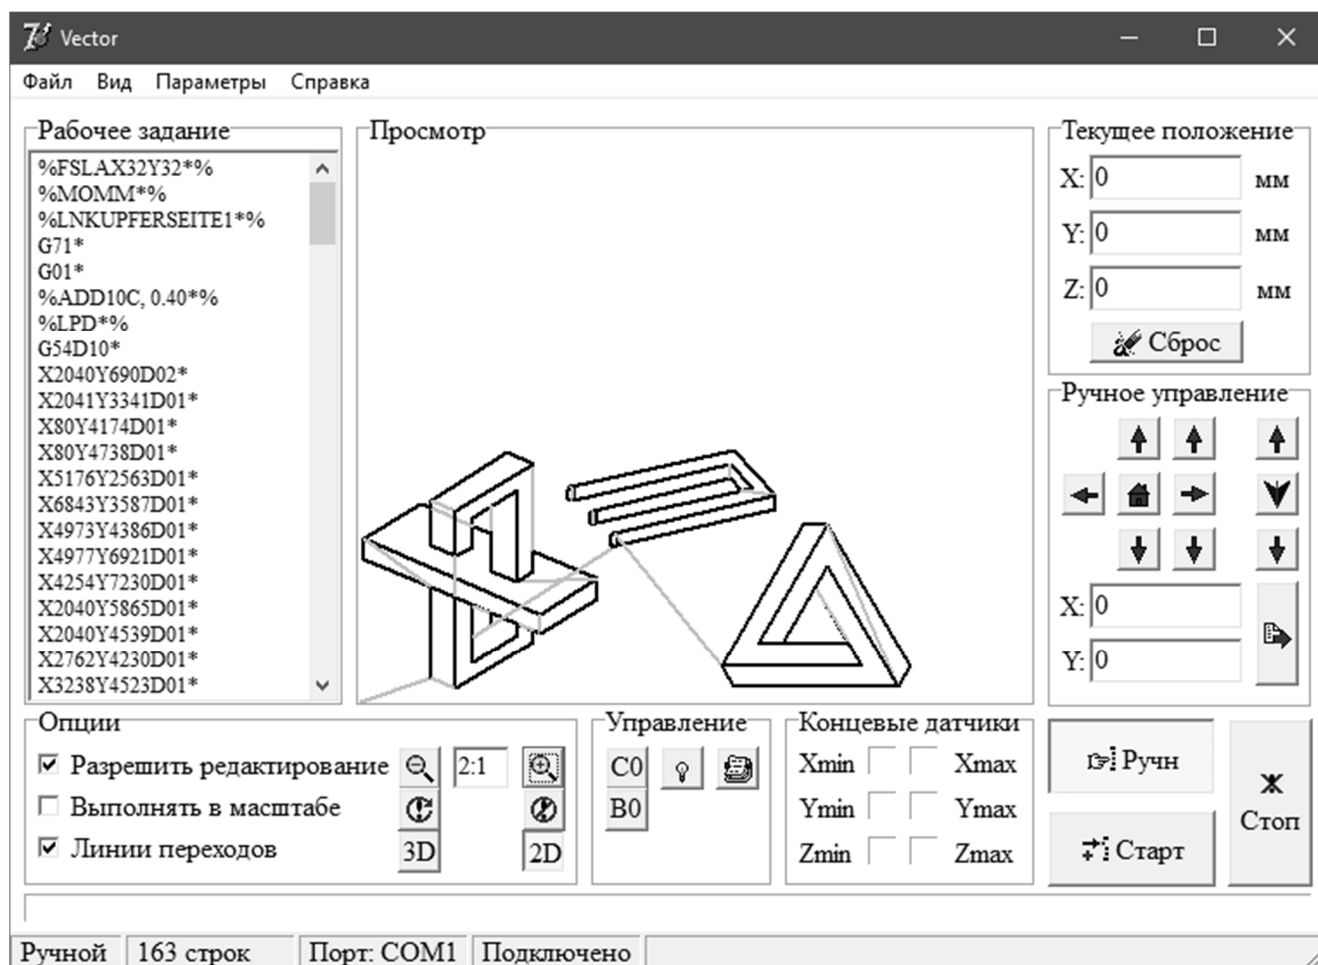 Vector
Файл Вид Параметры Справка
Рабочее задание
%FSLAX32Y32*%
%MOMM*%
%LNKUPFERSEITE1*%
G71*
G01*
%ADD10C, 0.40*%
%LPD*%
G54D10*
X2040Y690D02*
X2041Y3341D01*
X80Y4174D01*
X80Y4738D01*
X5176Y2563D01*
X6843Y3587D01*
X4973Y4386D01*
X4977Y6921D01*
X4254Y7230D01*
X2040Y5865D01*
X2040Y4539D01*
X2762Y4230D01*
X3238Y4523D01*
Просмотр
Текущее положение
X: 0 мм
Y: 0 мм
Z: 0 мм
Сброс
Ручное управление
X: 0
Y: 0
Опции
Разрешить редактирование 2:1
Выполнять в масштабе
Линии переходов 3D 2D
Управление
C0
B0
Концевые датчики
Xmin Xmax
Ymin Ymax
Zmin Zmax
Ручн
Старт
Стоп
Ручной 163 строк Порт: COM1 Подключено